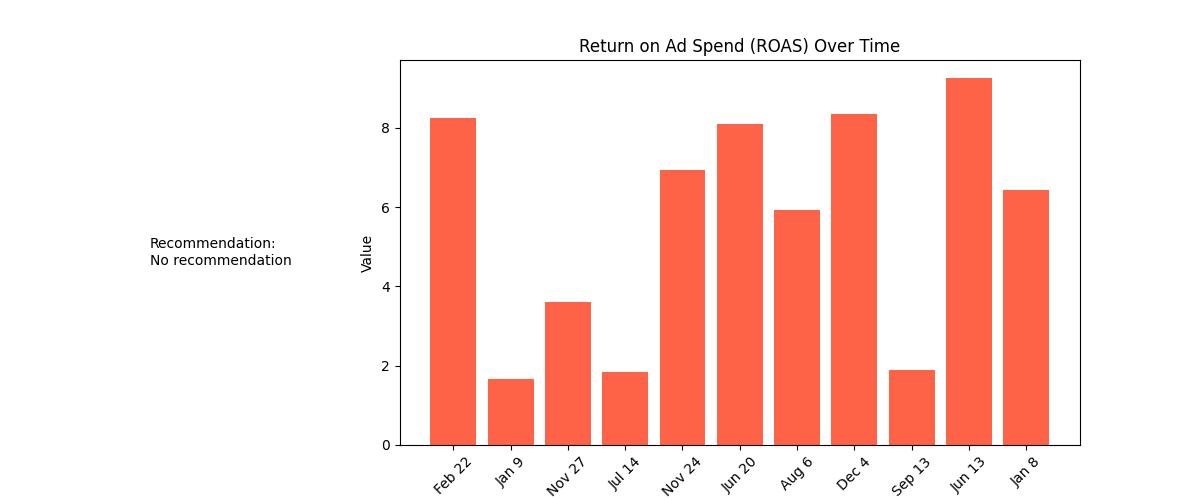 Return on Ad Spend (ROAS) Over Time
Recommendation:
No recommendation
Value
8
6
4
2
0
Feb 22
Jan 9
Nov 27
Jul 14
Nov 24
Jun 20
Aug 6
Dec 4
Sep 13
Jun 13
Jan 8